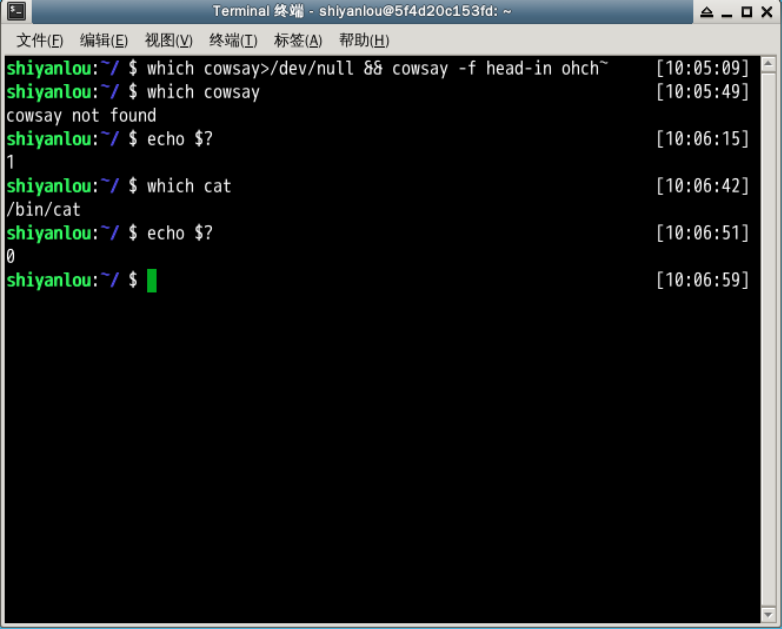 Terminal 终端 - shiyanlou@5f4d20c153fd: ~
文件(F) 编辑(E) 视图(V) 终端(T) 标签(A) 帮助(H)
shiyanlou:~/ $ which cowsay>/dev/null && cowsay -f head-in ohch~ [10:05:09]
shiyanlou:~/ $ which cowsay [10:05:49]
cowsay not found
shiyanlou:~/ $ echo $? [10:06:15]
1
shiyanlou:~/ $ which cat [10:06:42]
/bin/cat
shiyanlou:~/ $ echo $? [10:06:51]
0
shiyanlou:~/ $ [10:06:59]